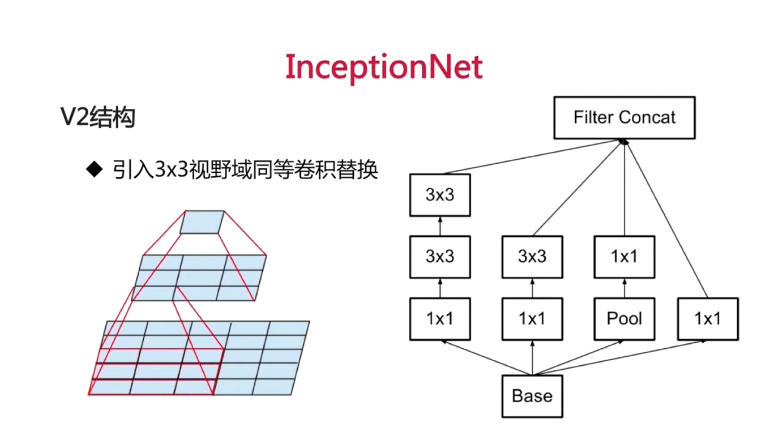 InceptionNet
V2结构
◆ 引入3x3视野域同等卷积替换
Filter Concat
3x3
3x3
3x3
1x1
1x1
1x1
Pool
1x1
Base